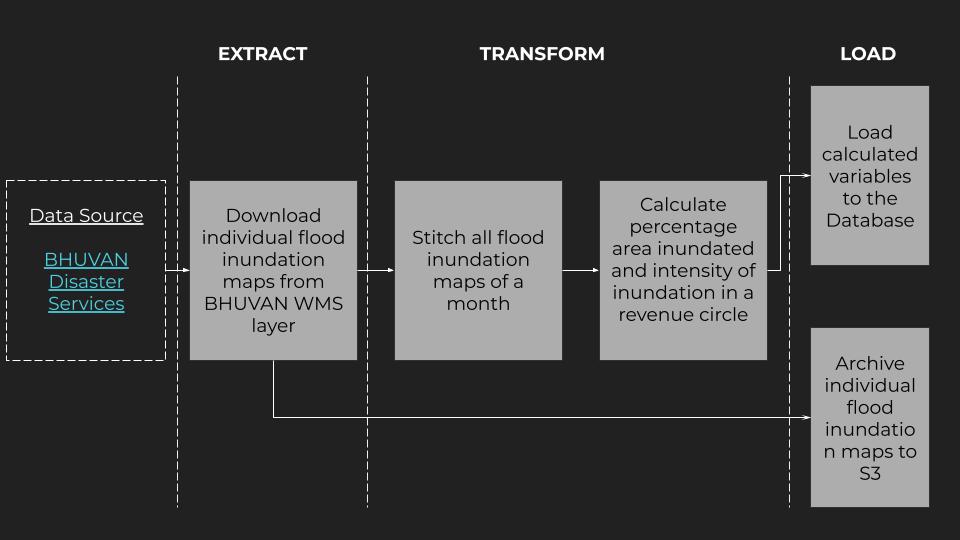 EXTRACT
TRANSFORM
LOAD
Data Source
BHUVAN
Disaster
Services
Download
individual flood
inundation
maps from
BHUVAN WMS
layer
Stitch all flood
inundation
maps of a
month
Calculate
percentage
area inundated
and intensity of
inundation in a
revenue circle
Load
calculated
variables
to the
Database
Archive
individual
flood
inundatio
n maps to
S3